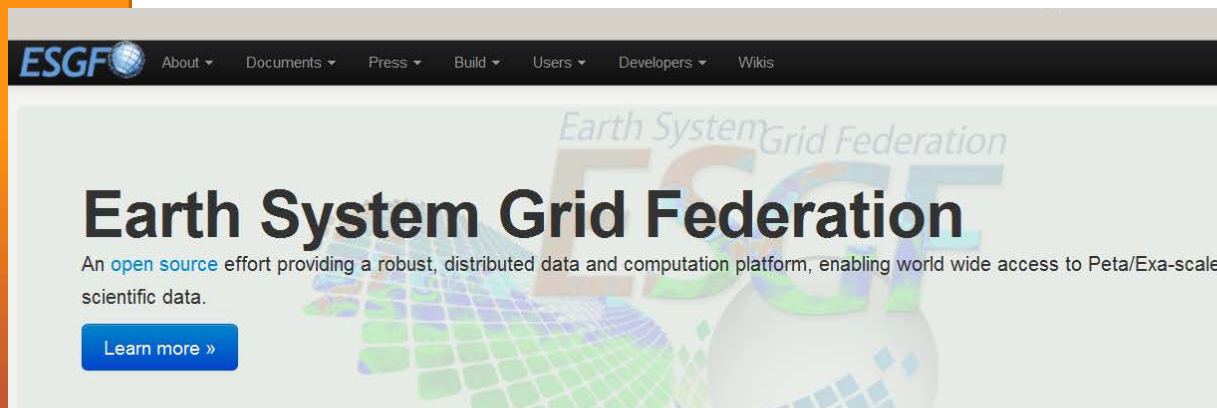 ESGF About Documents Press Build Users Developers Wikis
Earth System Grid Federation
ESGF
Earth System Grid Federation
An open source effort providing a robust, distributed data and computation platform, enabling world wide access to Peta/Exa-scale
scientific data.
Learn more »